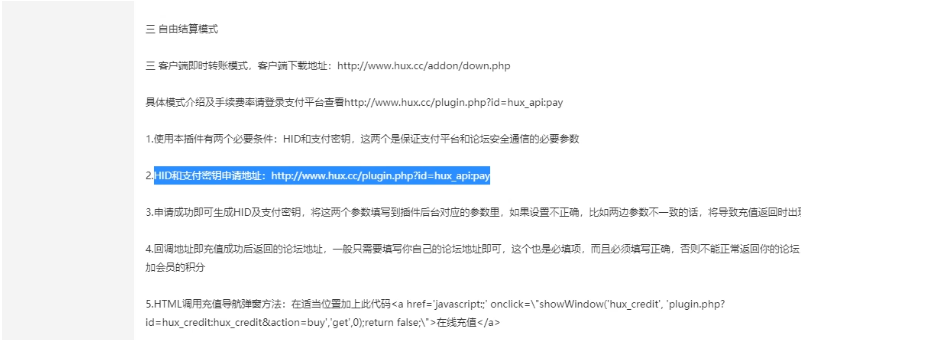 三 自由结算模式
三 客户端即时转账模式，客户端下载地址：http://www.hux.cc/addon/down.php
具体模式介绍及手续费率请登录支付平台查看http://www.hux.cc/plugin.php?id=hux_api:pay
1.使用本插件有两个必要条件：HID和支付密钥，这两个是保证支付平台和论坛安全通信的必要参数
2.HID和支付密钥申请地址：http://www.hux.cc/plugin.php?id=hux_api:pay
3.申请成功即可生成HID及支付密钥，将这两个参数填写到插件后台对应的参数里，如果设置不正确，比如两边参数不一致的话，将导致充值返回时出
4.回调地址即充值成功后返回的论坛地址，一般只需要填写你自己的论坛地址即可，这个也是必填项，而且必须填写正确，否则不能正常返回你的论坛
加会员的积分
5.HTML调用充值导航弹窗方法：在适当位置加上此代码<a href='javascript:;' onclick=\"showWindow('hux_credit', 'plugin.php?
id=hux_credit:hux_credit&action=buy','get',0);return false;\">在线充值</a>